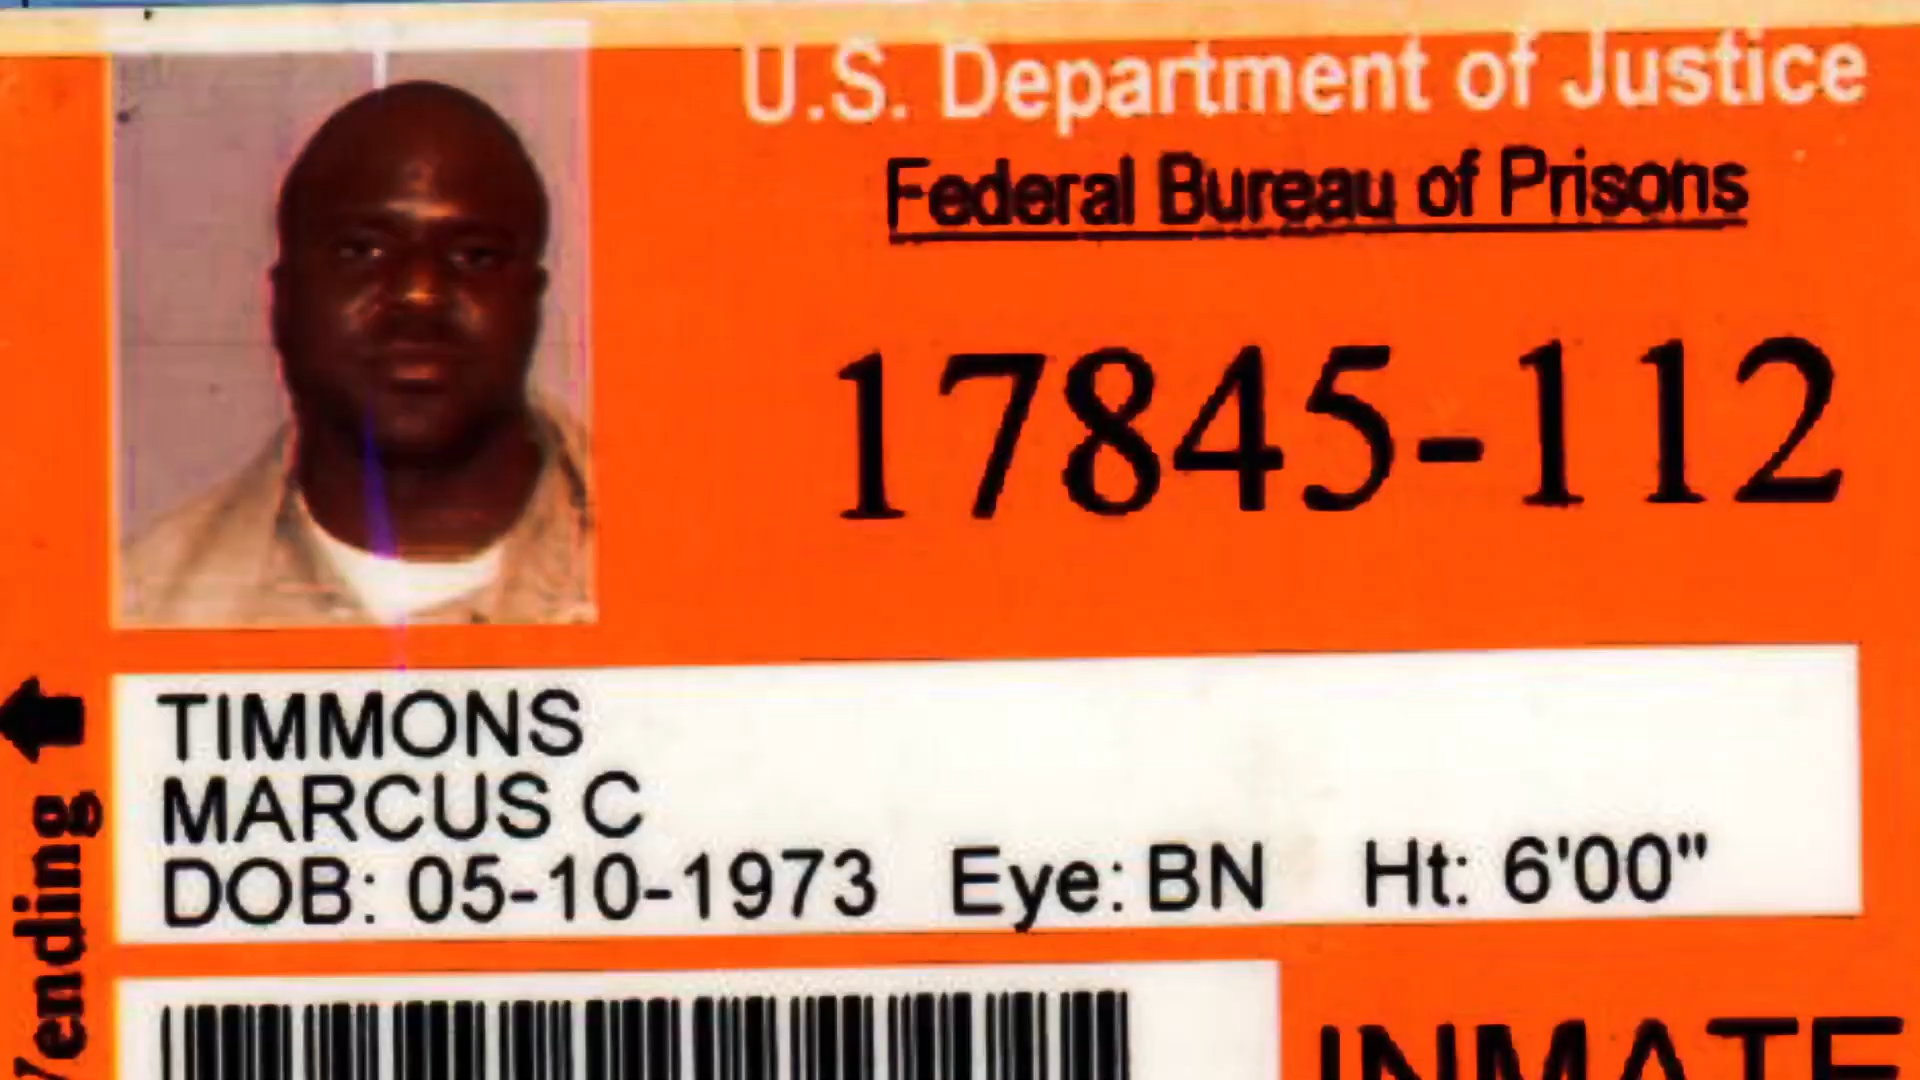 U.S. Department of Justice
Federal Bureau of Prisons
17845-112
TIMMONS
MARCUS C
DOB: 05-10-1973 Eye: BN Ht: 6'00"
INMATE
Vending